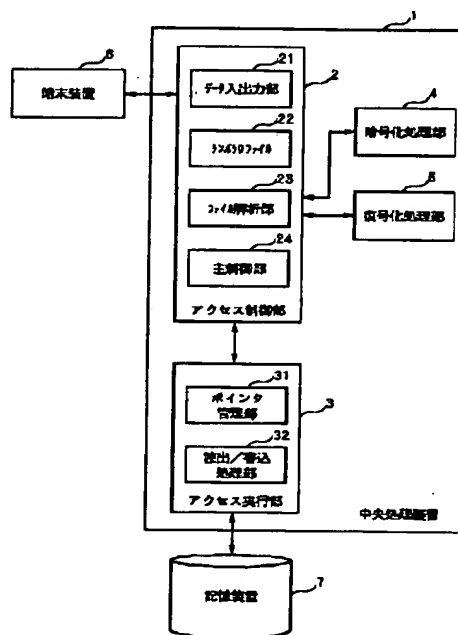 1
6
端末装置
21
データ入出力部
2
22
テンポラリファイル
23
ファイル解析部
24
主制御部
アクセス制御部
4
暗号化処理部
5
復号化処理部
31
ポインタ
管理部
3
32
読出/書込
処理部
アクセス実行部
中央処理装置
記憶装置
7